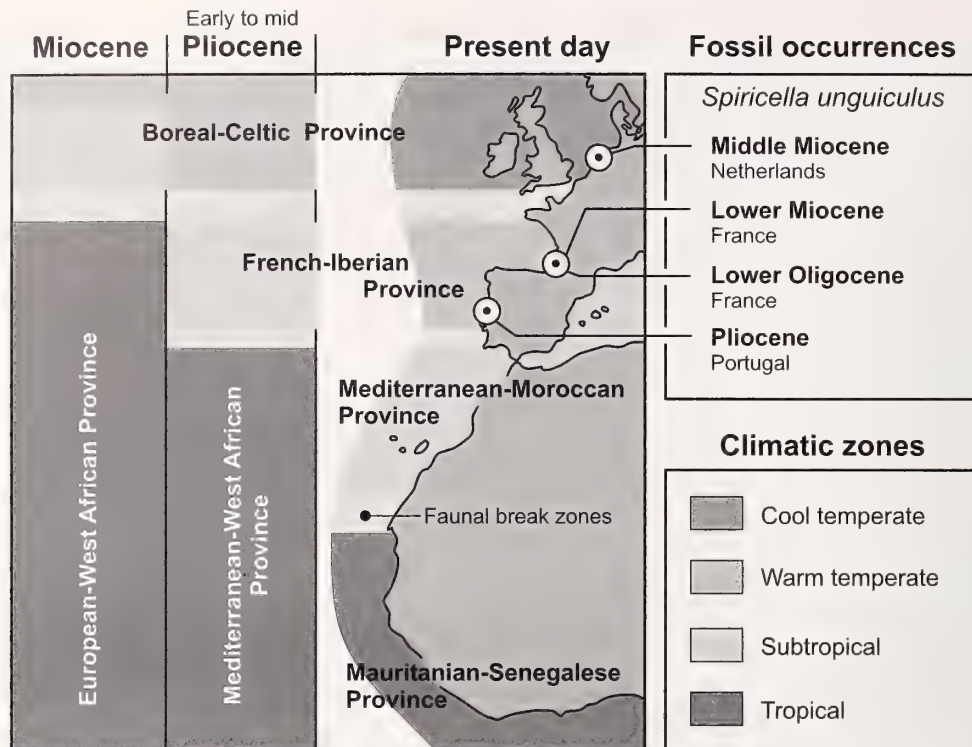 Early to mid
Miocene
Pliocene
Present day
Fossil occurrences
Boreal-Celtic Province
French-Iberian
Province
Mediterranean-Moroccan
Province
Faunal break zones
Mauritanian-Senegalese
Province
European-West African Province
Mediterranean-West African
Province
Spiricella unguiculus
Middle Miocene
Netherlands
Lower Miocene
France
Lower Oligocene
France
Pliocene
Portugal
Climatic zones
Cool temperate
Warm temperate
Subtropical
Tropical